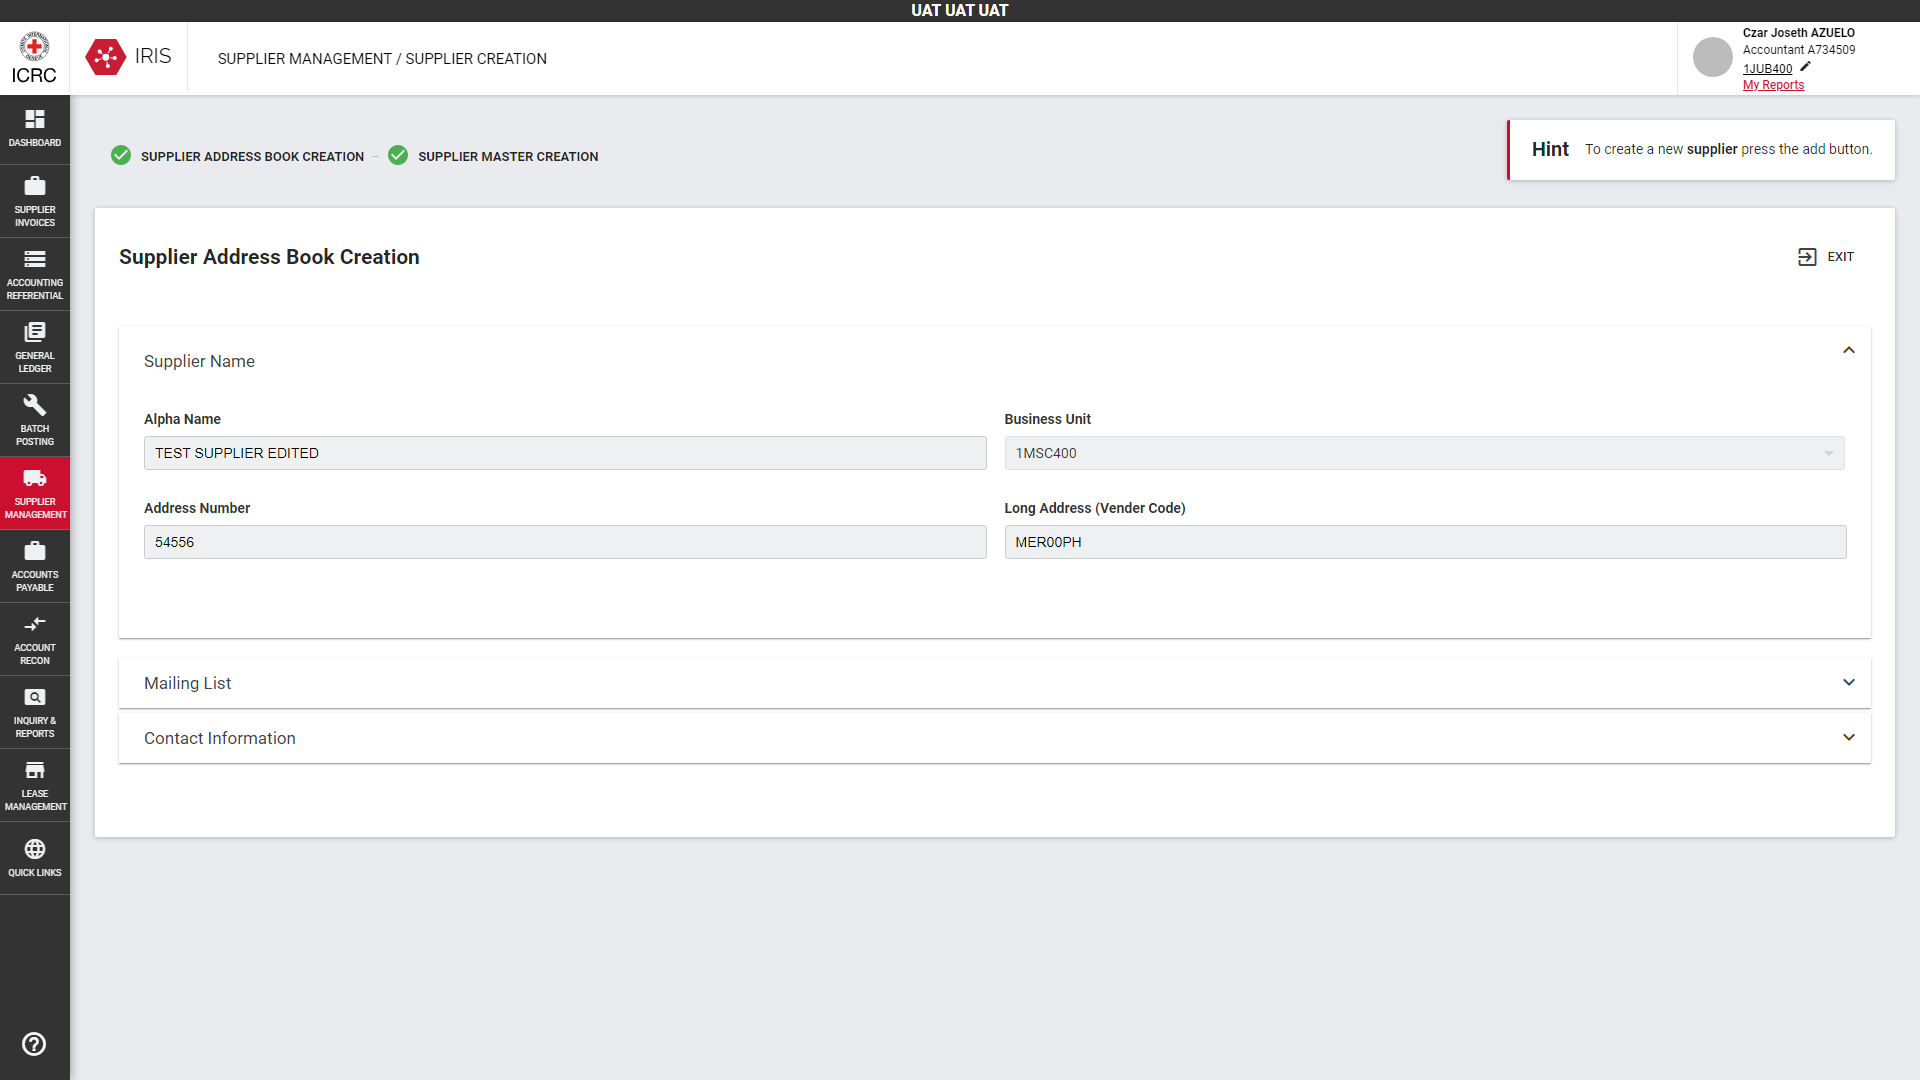 UAT UAT UAT
ICRC
IRIS
SUPPLIER MANAGEMENT / SUPPLIER CREATION
Czar Joseth AZUELO
Accountant A734509
1JUB400
My Reports
DASHBOARD
SUPPLIER
INVOICES
ACCOUNTING
REFERENTIAL
GENERAL
LEDGER
BATCH
POSTING
SUPPLIER
MANAGEMENT
ACCOUNTS
PAYABLE
ACCOUNT
RECON
INQUIRY &
REPORTS
LEASE
MANAGEMENT
QUICK LINKS
SUPPLIER ADDRESS BOOK CREATION – SUPPLIER MASTER CREATION
Hint To create a new supplier press the add button.
Supplier Address Book Creation
EXIT
Supplier Name
Alpha Name
TEST SUPPLIER EDITED
Business Unit
1MSC400
Address Number
54556
Long Address (Vender Code)
MER00PH
Mailing List
Contact Information